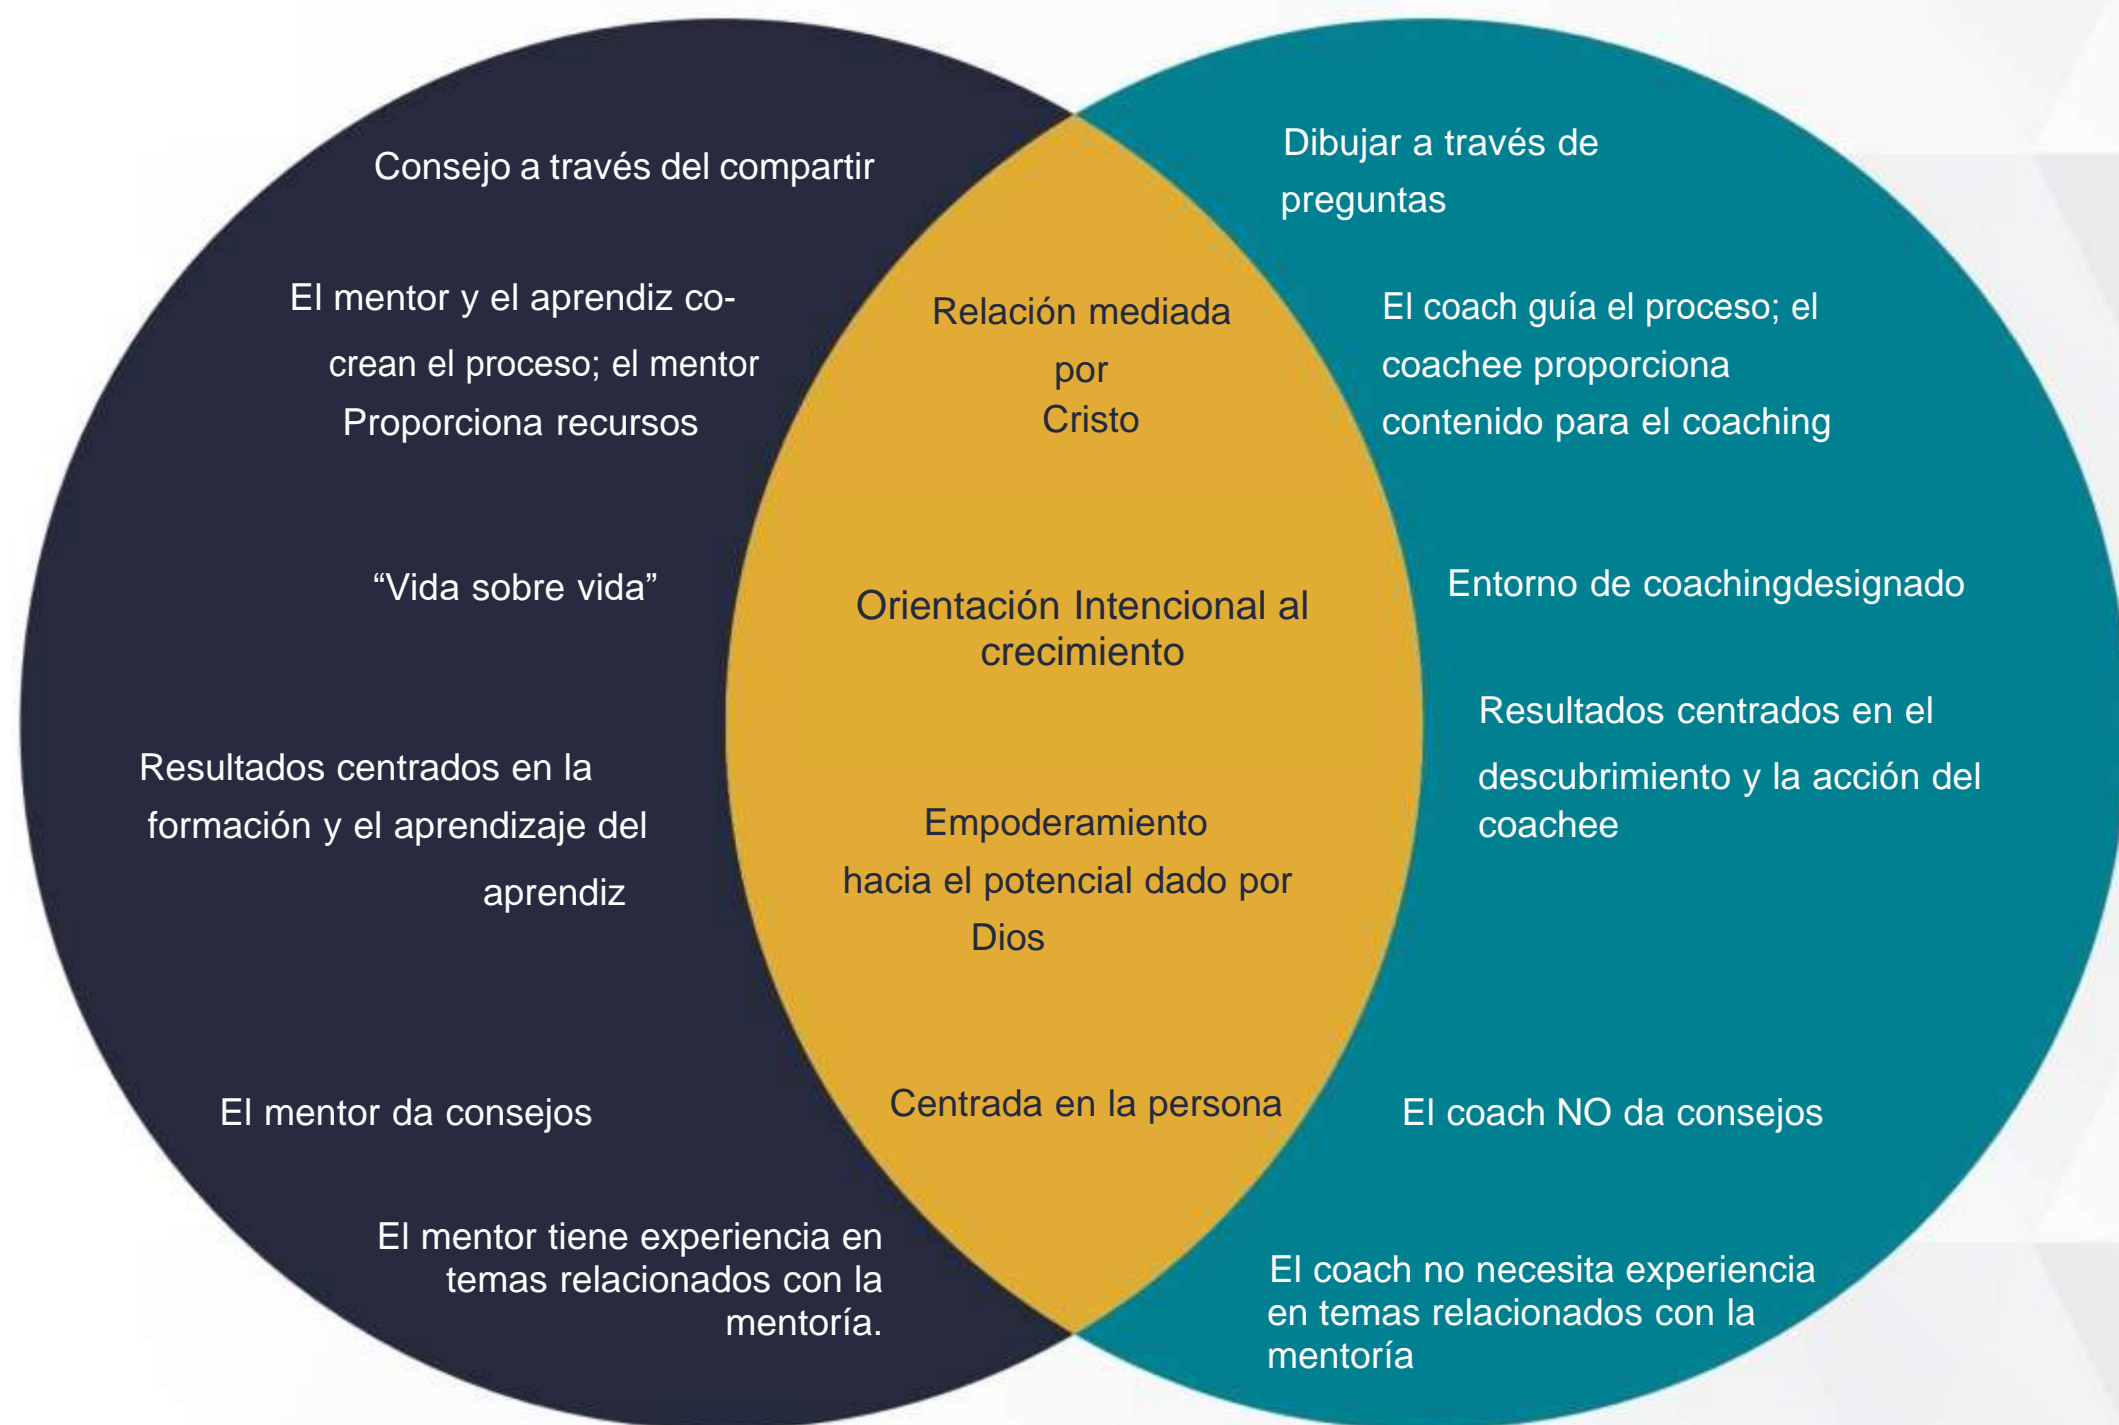 Consejo a través del compartir
El mentor y el aprendiz co-
crean el proceso; el mentor
Proporciona recursos
“Vida sobre vida”
Resultados centrados en la
formación y el aprendizaje del
aprendiz
El mentor da consejos
El mentor tiene experiencia en
temas relacionados con la
mentoría.
Relación mediada
por
Cristo
Orientación Intencional al
crecimiento
Empoderamiento
hacia el potencial dado por
Dios
Centrada en la persona
Dibujar a través de
preguntas
El coach guía el proceso; el
coachee proporciona
contenido para el coaching
Entorno de coachingdesignado
Resultados centrados en el
descubrimiento y la acción del
coachee
El coach NO da consejos
El coach no necesita experiencia
en temas relacionados con la
mentoría